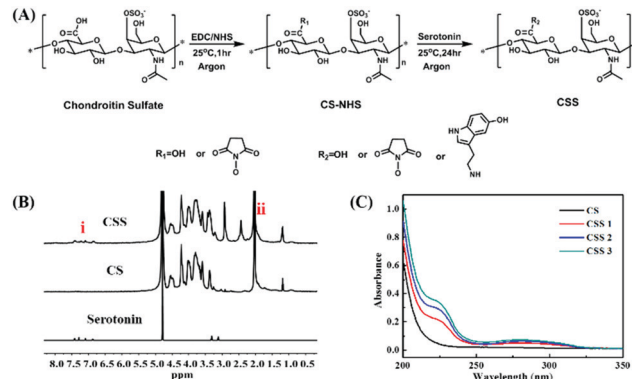 (A)
EDC/NHS
25°C,1hr
Argon
Serotonin
25°C,24hr
Argon
Chondroitin Sulfate
CS-NHS
CSS
R₁=OH or
R₂=OH or or
(B)
CSS
i
ii
CS
Serotonin
8.0 7.5 7.0 6.5 6.0 5.5 5.0 4.5 4.0 3.5 3.0 2.5 2.0 1.5 1.0 0.5
ppm
(C)
Absorbance
1.0
0.8
0.6
0.4
0.2
0.0
200 250 300 350
Wavelength (nm)
CS
CSS 1
CSS 2
CSS 3